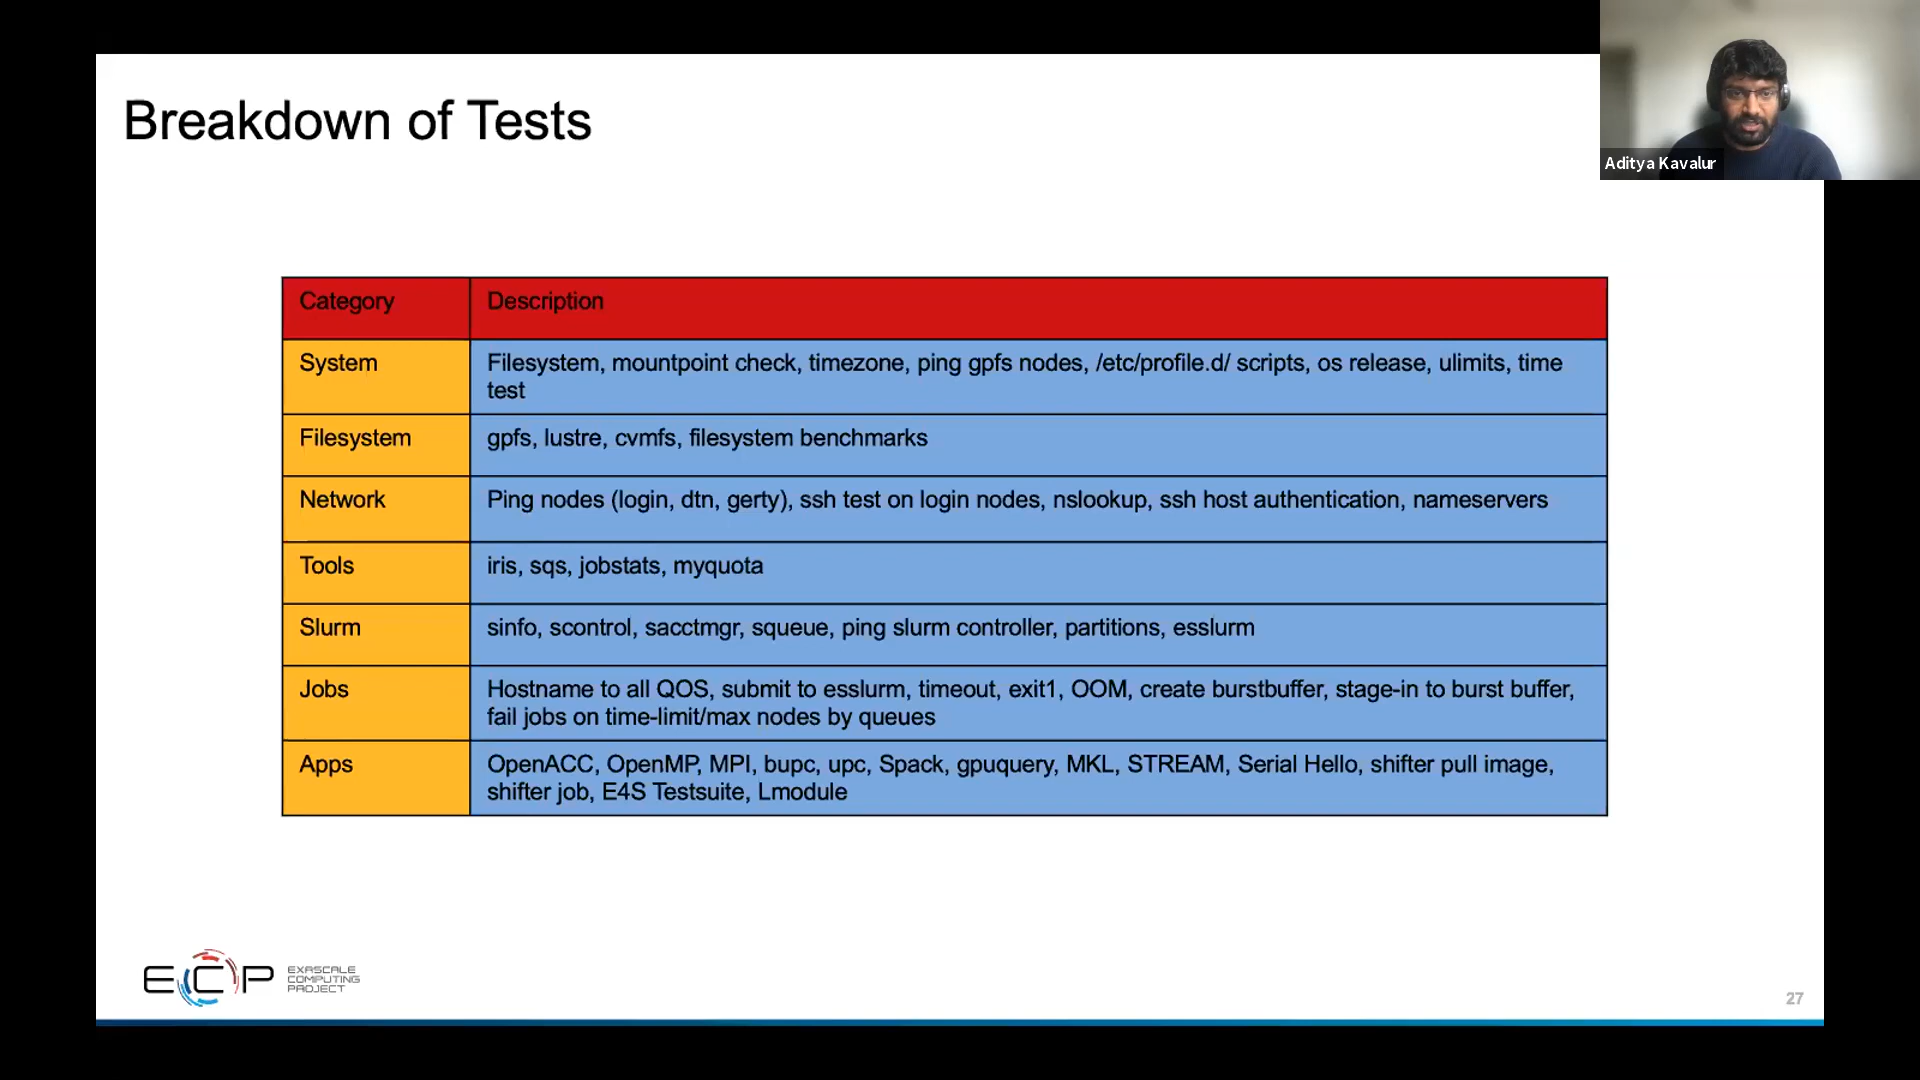 Breakdown of Tests
Aditya Kavalur
Category Description
System Filesystem, mountpoint check, timezone, ping gpfs nodes, /etc/profile.d/ scripts, os release, ulimits, time
test
Filesystem gpfs, lustre, cvmfs, filesystem benchmarks
Network Ping nodes (login, dtn, gerty), ssh test on login nodes, nslookup, ssh host authentication, nameservers
Tools iris, sqs, jobstats, myquota
Slurm sinfo, scontrol, sacctmgr, squeue, ping slurm controller, partitions, esslurm
Jobs Hostname to all QOS, submit to esslurm, timeout, exit1, OOM, create burstbuffer, stage-in to burst buffer,
fail jobs on time-limit/max nodes by queues
Apps OpenACC, OpenMP, MPI, bupc, upc, Spack, gpuquery, MKL, STREAM, Serial Hello, shifter pull image,
shifter job, E4S Testsuite, Lmodule
ECP
EXASCALE
COMPUTING
PROJECT
27